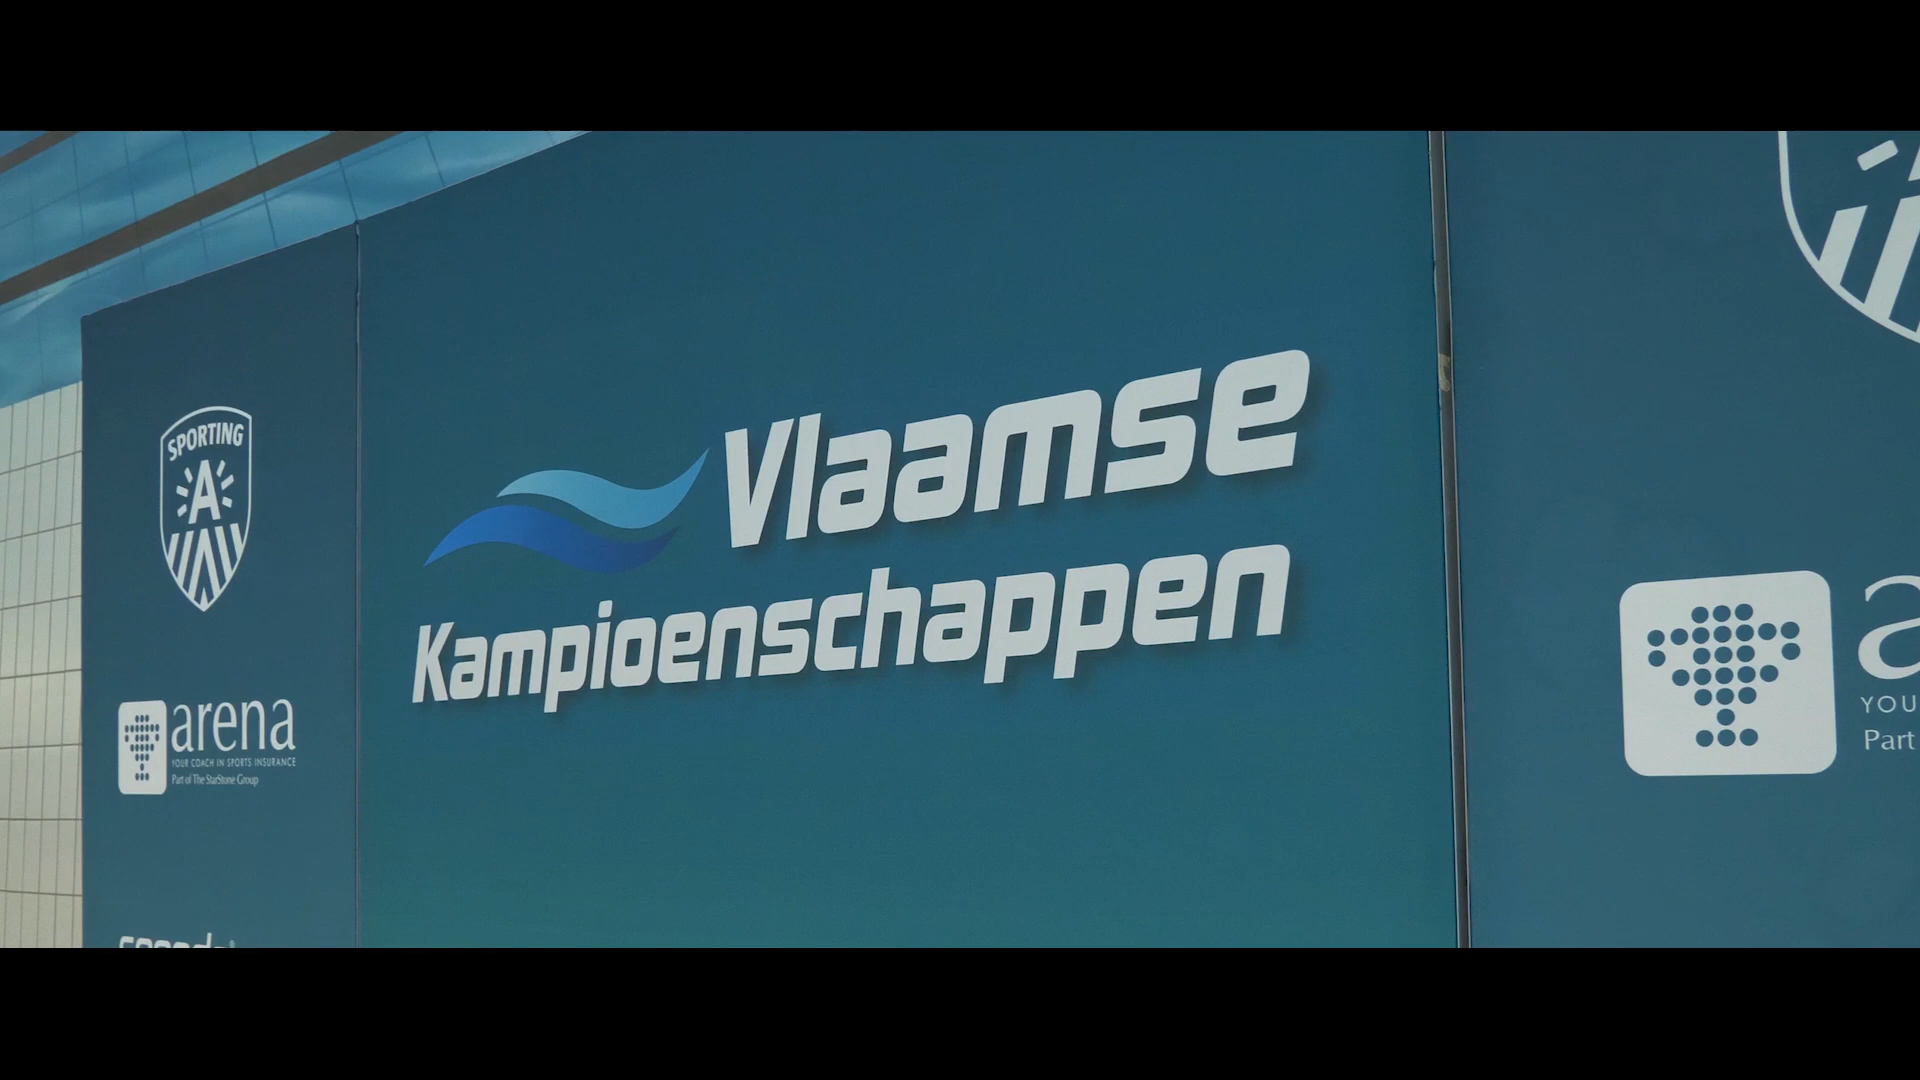 SPORTING
A
arena
YOUR COACH IN SPORTS INSURANCE
Part of The StarStone Group
Vlaamse
Kampioenschappen
a
YOU
Part